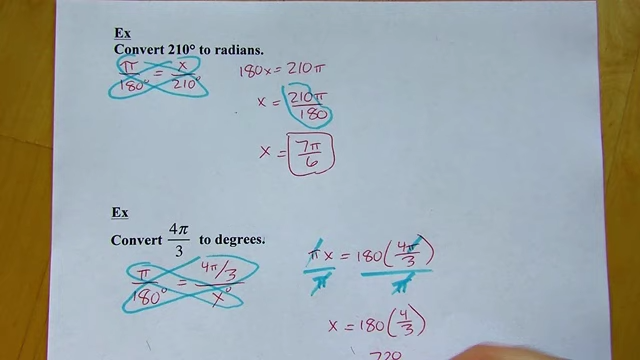 Ex
Convert 210° to radians.
π/180° = x/210°
180x = 210π
x = 210π/180
x = 7π/6
Ex
Convert 4π/3 to degrees.
π/180° = (4π/3)/x°
πx/π = 180(4π/3)/π
x = 180(4/3)
720